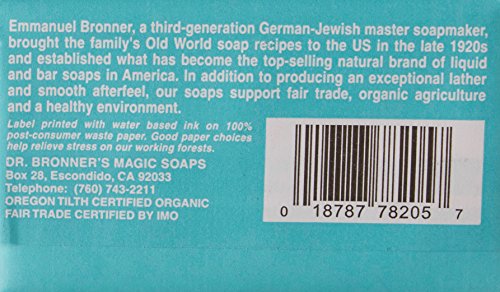 Emmanuel Bronner, a third-generation German-Jewish master soapmaker,
brought the family's Old World soap recipes to the US in the late 1920s
and established what has become the top-selling natural brand of liquid
and bar soaps in America. In addition to producing an exceptional lather
and smooth afterfeel, our soaps support fair trade, organic agriculture
and a healthy environment.
Label printed with water based ink on 100%
post-consumer waste paper. Good paper choices
help relieve stress on our working forests.
DR. BRONNER'S MAGIC SOAPS
Box 28, Escondido, CA 92033
Telephone: (760) 743-2211
OREGON TILTH CERTIFIED ORGANIC
FAIR TRADE CERTIFIED BY IMO
0 18787 78205 7